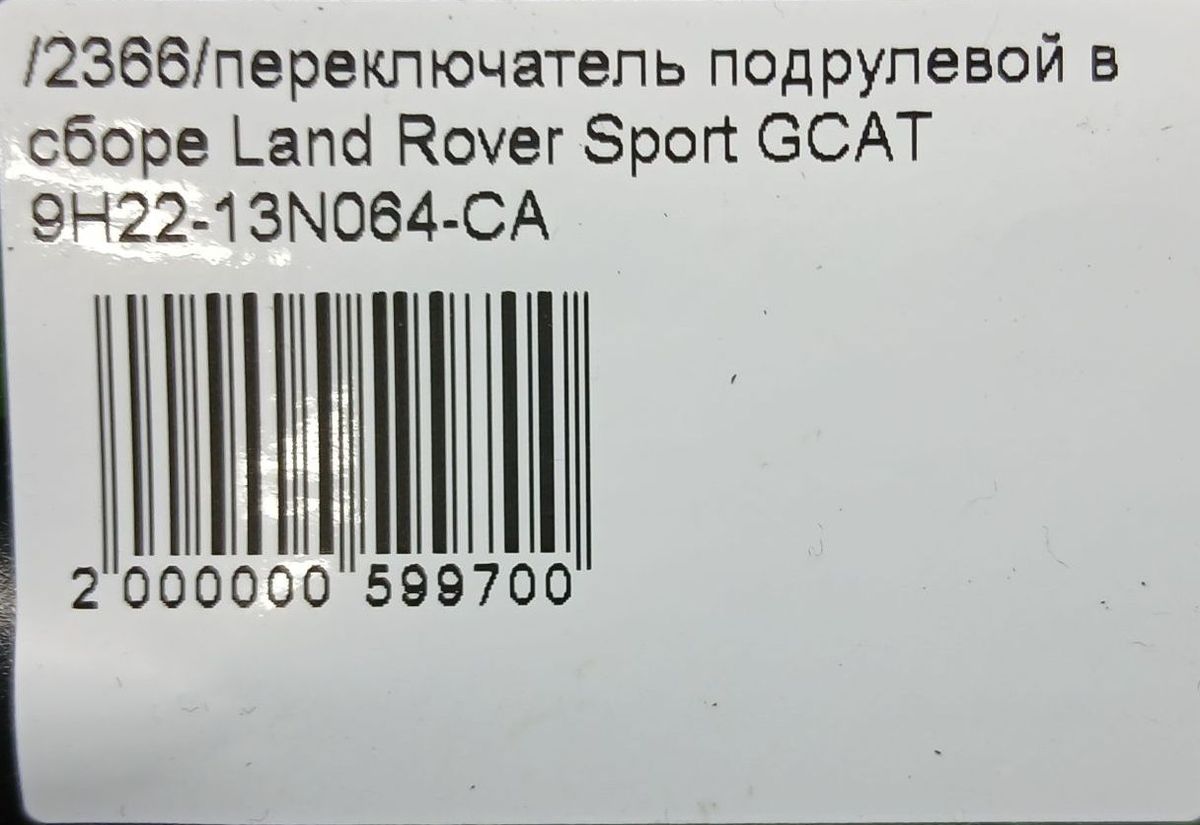 /2366/переключатель подрулевой в
сборе Land Rover Sport GCAT
9H22-13N064-CA
2 000000 599700